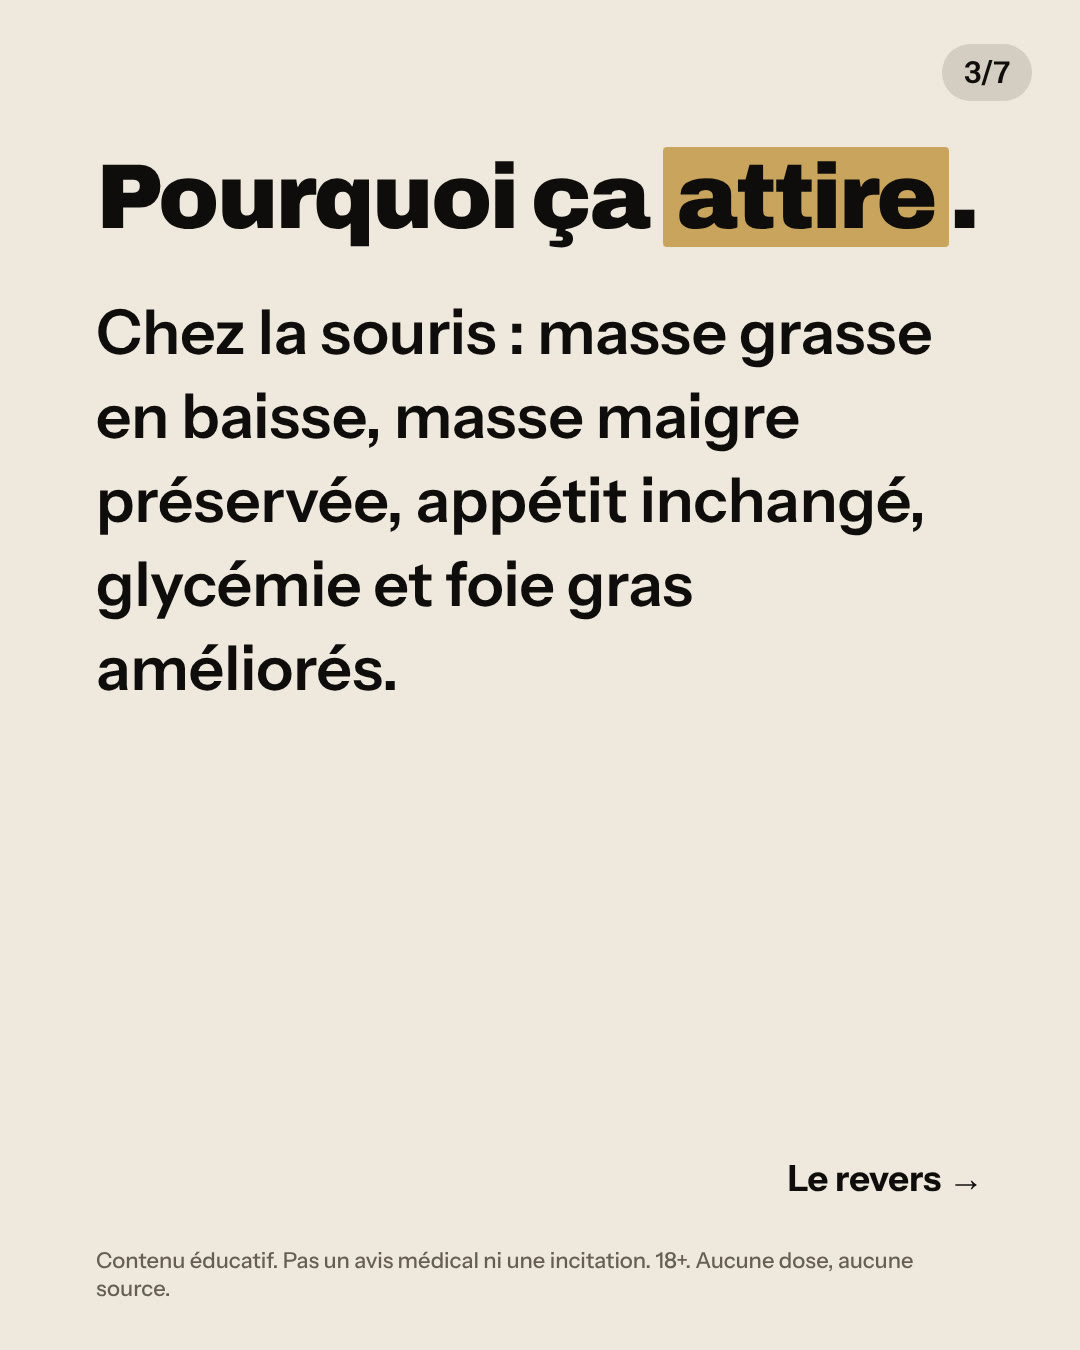 3/7
Pourquoi ça attire.
Chez la souris : masse grasse
en baisse, masse maigre
préservée, appétit inchangé,
glycémie et foie gras
améliorés.
Le revers →
Contenu éducatif. Pas un avis médical ni une incitation. 18+. Aucune dose, aucune
source.